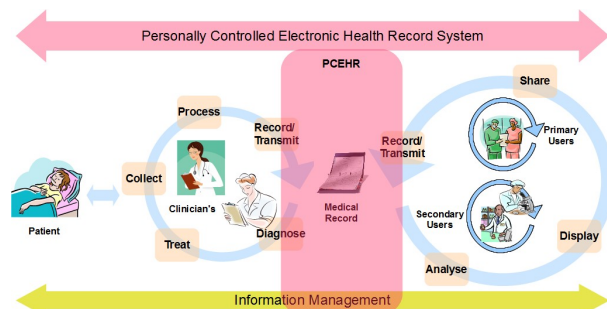 Personally Controlled Electronic Health Record System
PCEHR
Share
Process
Record/
Transmit
Record/
Transmit
Primary
Users
Collect
Clinician's
Medical
Record
Patient
Treat
Diagnose
Secondary
Users
Display
Analyse
Information Management